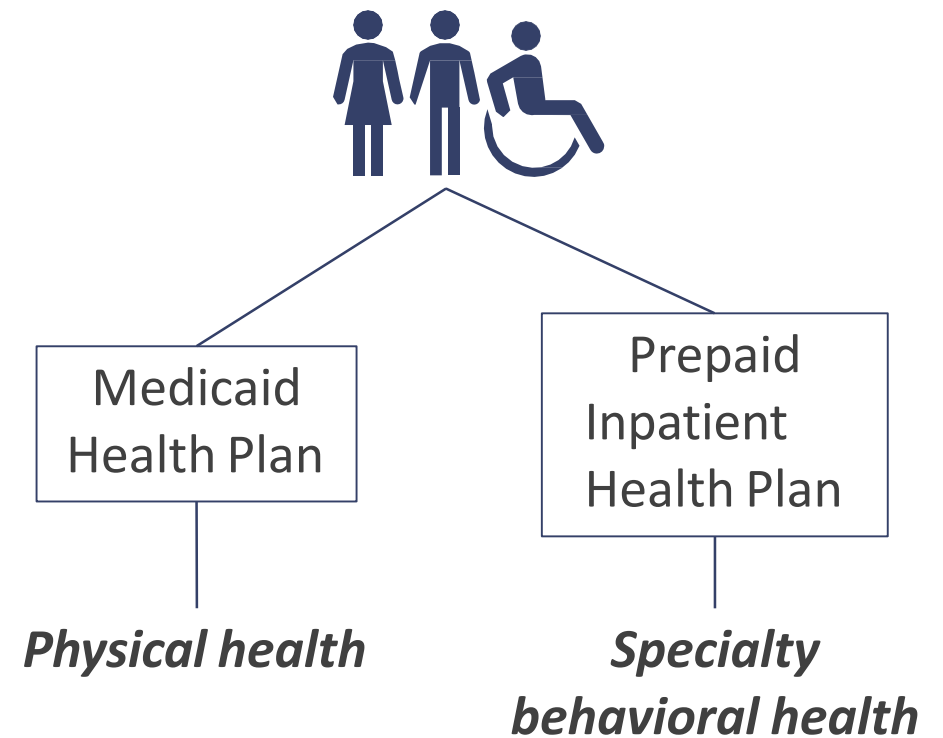 Medicaid
Health Plan
Prepaid
Inpatient
Health Plan
Physical health
Specialty
behavioral health